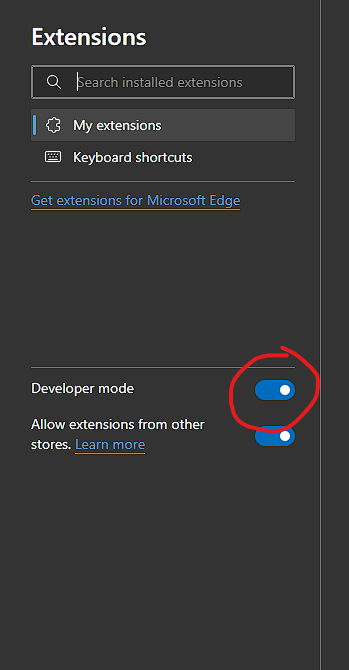 Extensions
Search installed extensions
My extensions
Keyboard shortcuts
Get extensions for Microsoft Edge
Developer mode
Allow extensions from other
stores. Learn more